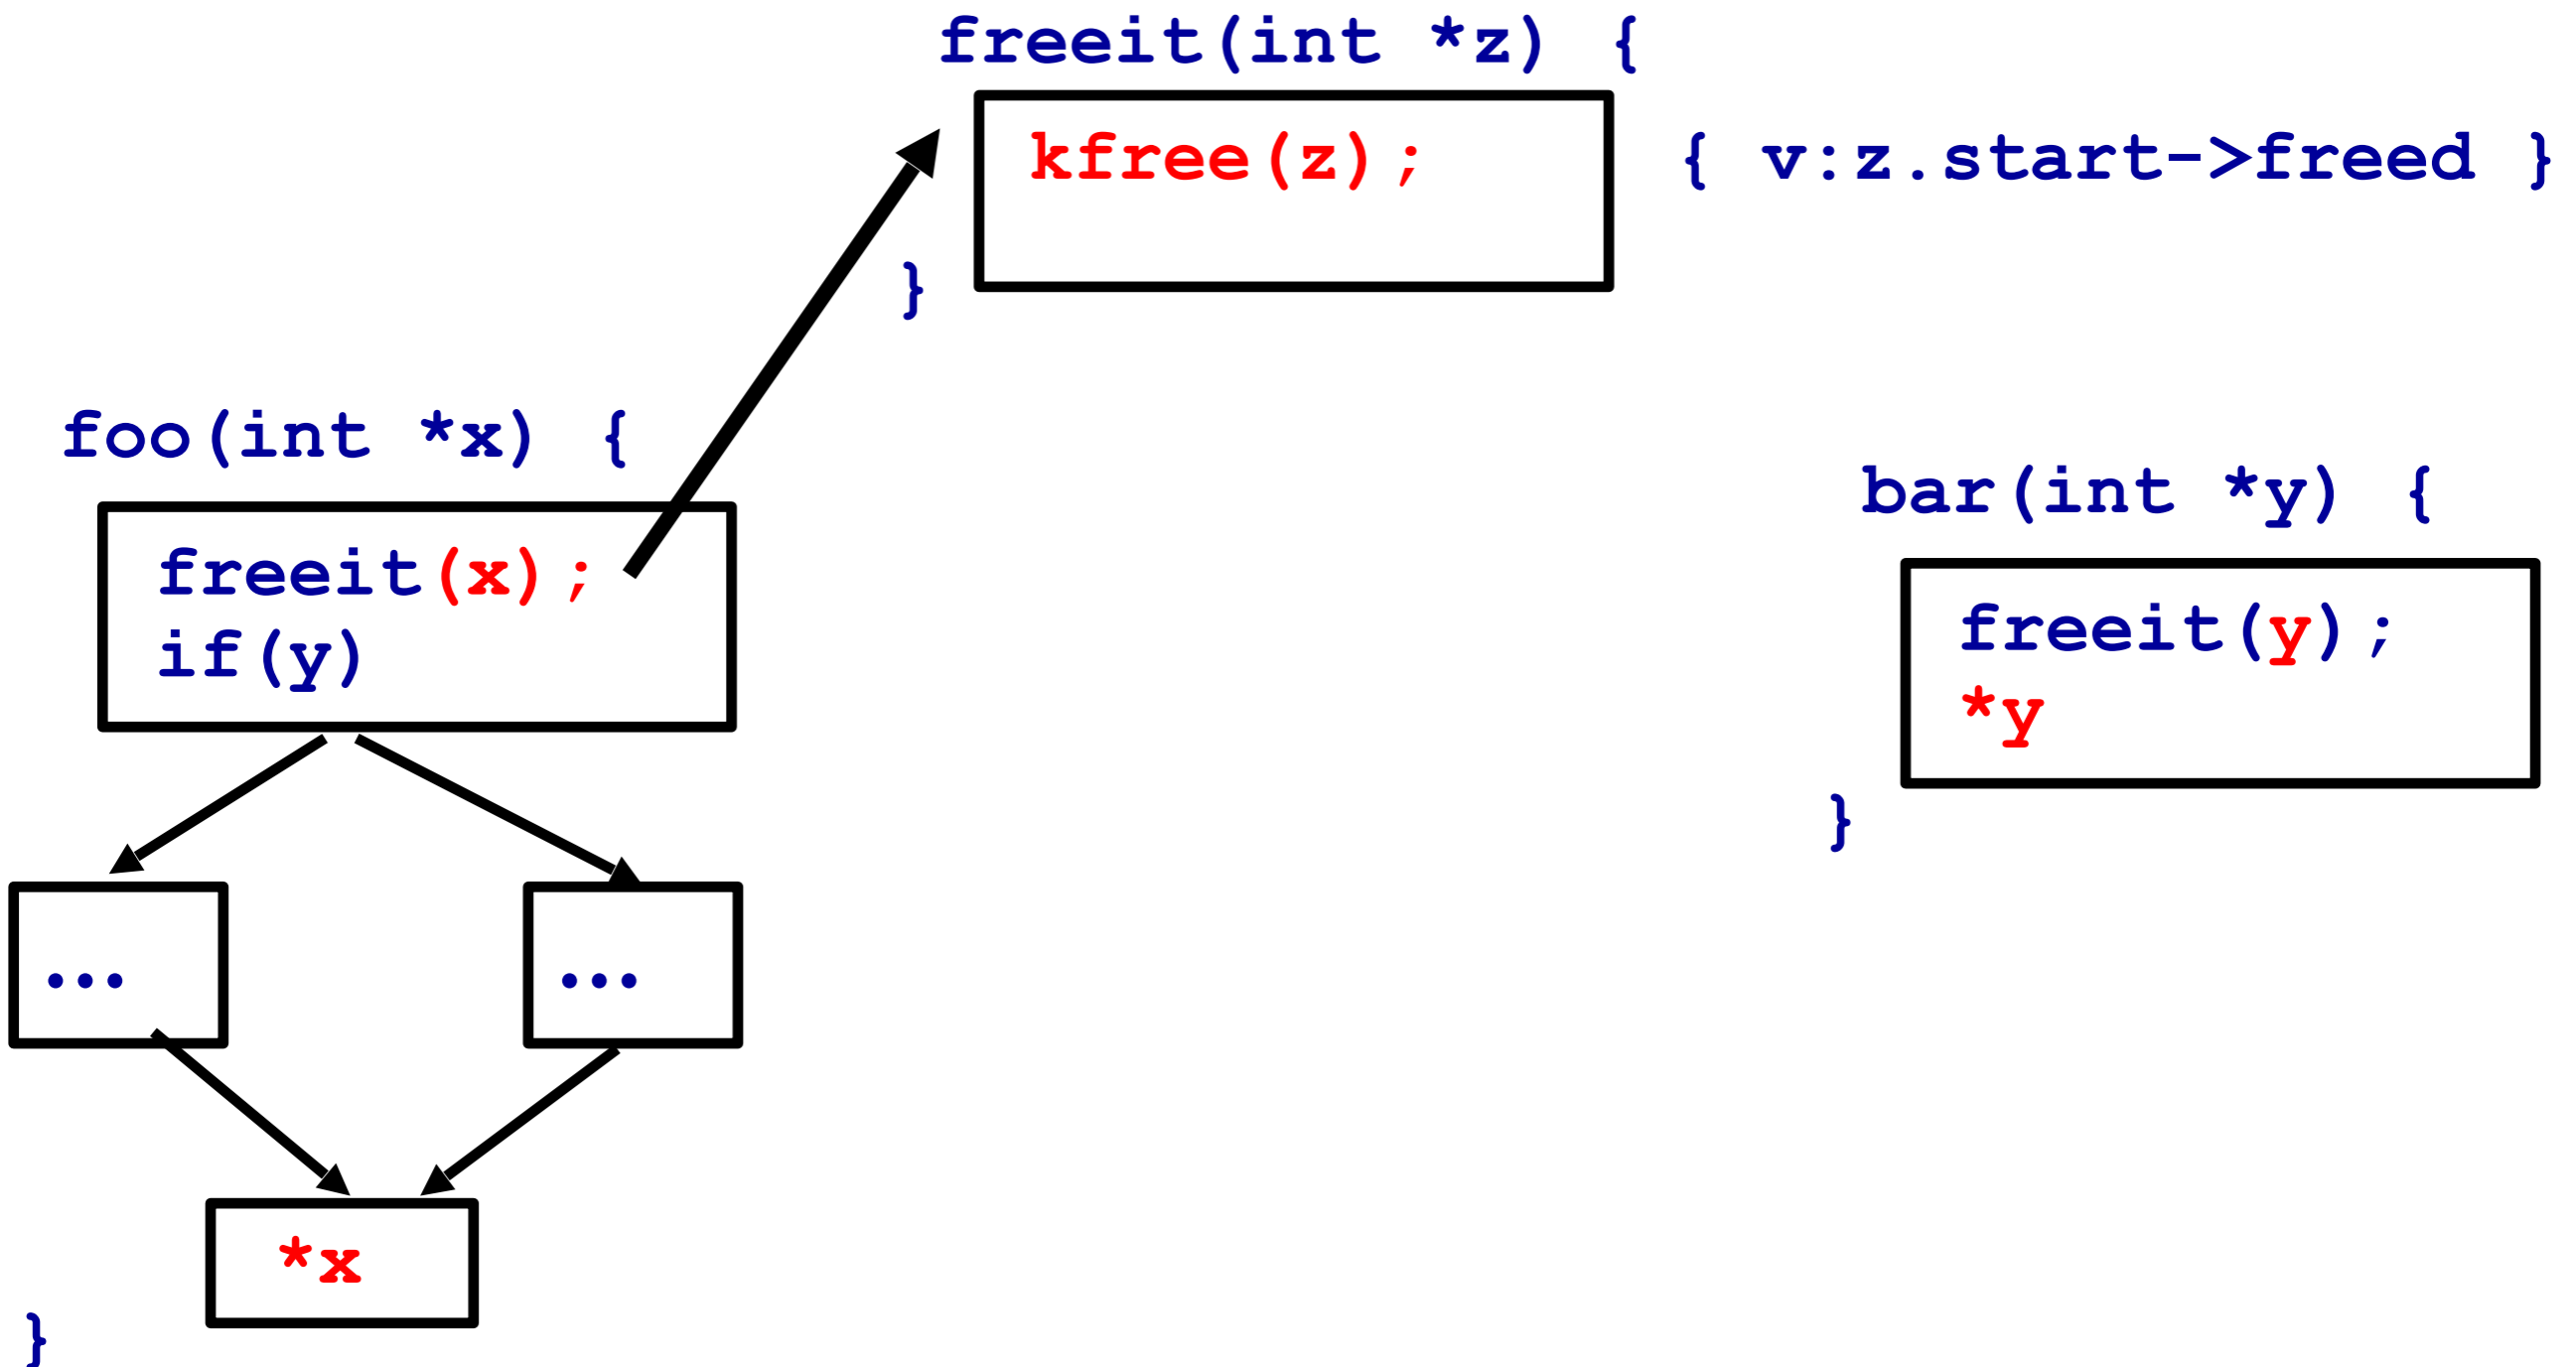 freeit(int *z) {
kfree(z);
{ v:z.start->freed }
}
foo(int *x) {
freeit(x);
if(y)
...
...
*x
}
bar(int *y) {
freeit(y);
*y
}